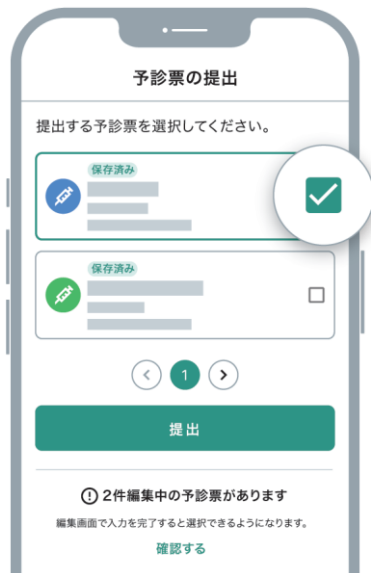 予診票の提出
提出する予診票を選択してください。
保存済み
保存済み
1
提出
2件編集中の予診票があります
編集画面で入力を完了すると選択できるようになります。
確認する